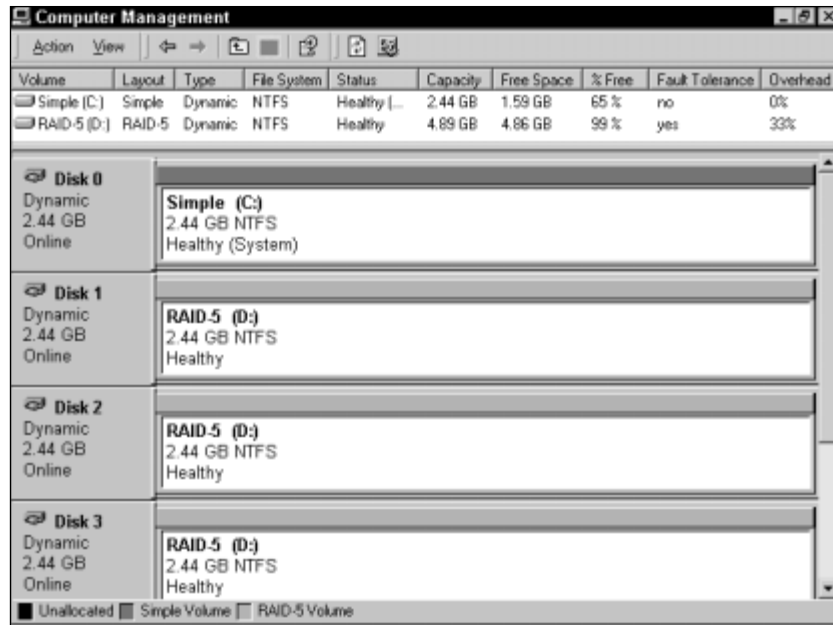 Computer Management
Action View
Volume Layout Type File System Status Capacity Free Space % Free Fault Tolerance Overhead
Simple (C:) Simple Dynamic NTFS Healthy (... 2.44 GB 1.59 GB 65 % no 0%
RAID-5 (D:) RAID-5 Dynamic NTFS Healthy 4.89 GB 4.86 GB 99 % yes 33%
Disk 0
Dynamic
2.44 GB
Online
Simple (C:)
2.44 GB NTFS
Healthy (System)
Disk 1
Dynamic
2.44 GB
Online
RAID-5 (D:)
2.44 GB NTFS
Healthy
Disk 2
Dynamic
2.44 GB
Online
RAID-5 (D:)
2.44 GB NTFS
Healthy
Disk 3
Dynamic
2.44 GB
Online
RAID-5 (D:)
2.44 GB NTFS
Healthy
Unallocated Simple Volume RAID-5 Volume